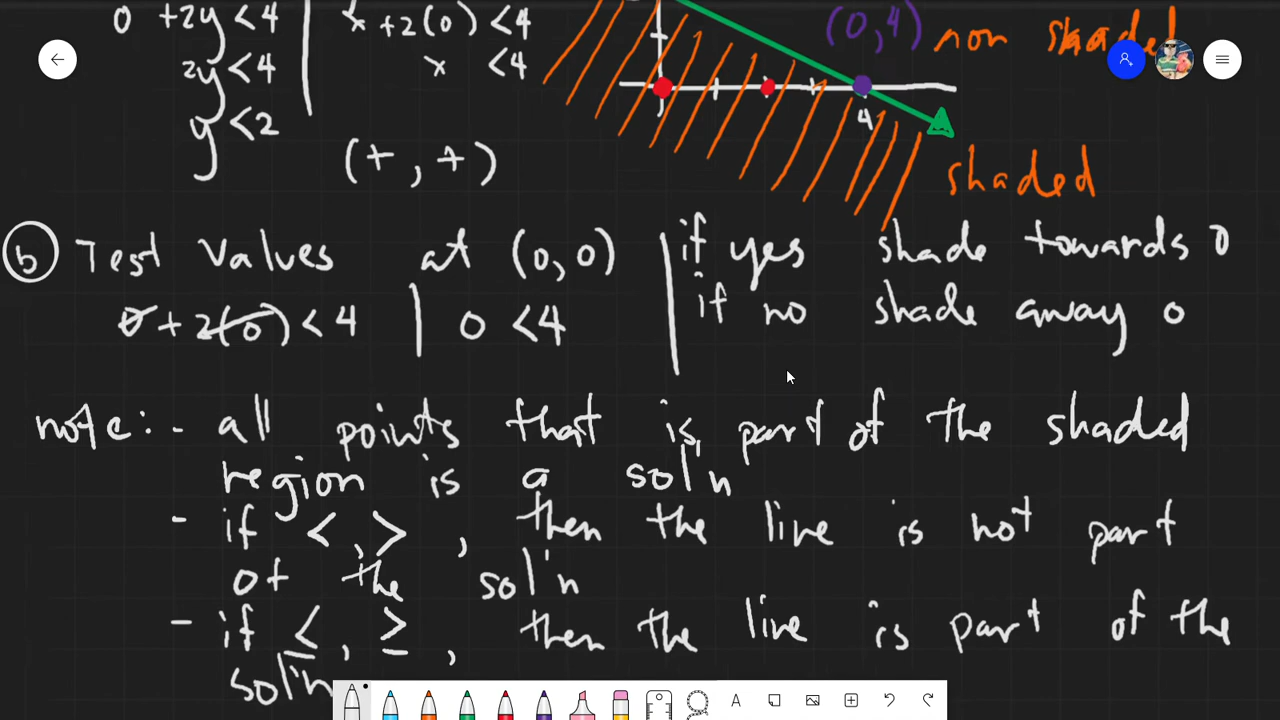 0 + 2y < 4 | x + 2(0) < 4
2y < 4 x < 4
y < 2
(+, +)
(0, 4) non shaded
4
shaded
b Test Values at (0, 0) | if yes shade towards 0
0 + 2(0) < 4 | 0 < 4 | if no shade away 0
note: - all points that is part of the shaded
region is a sol'n
- if <, >, then the line is not part
of the sol'n
- if ≤, ≥, then the line is part of the
sol'n
A